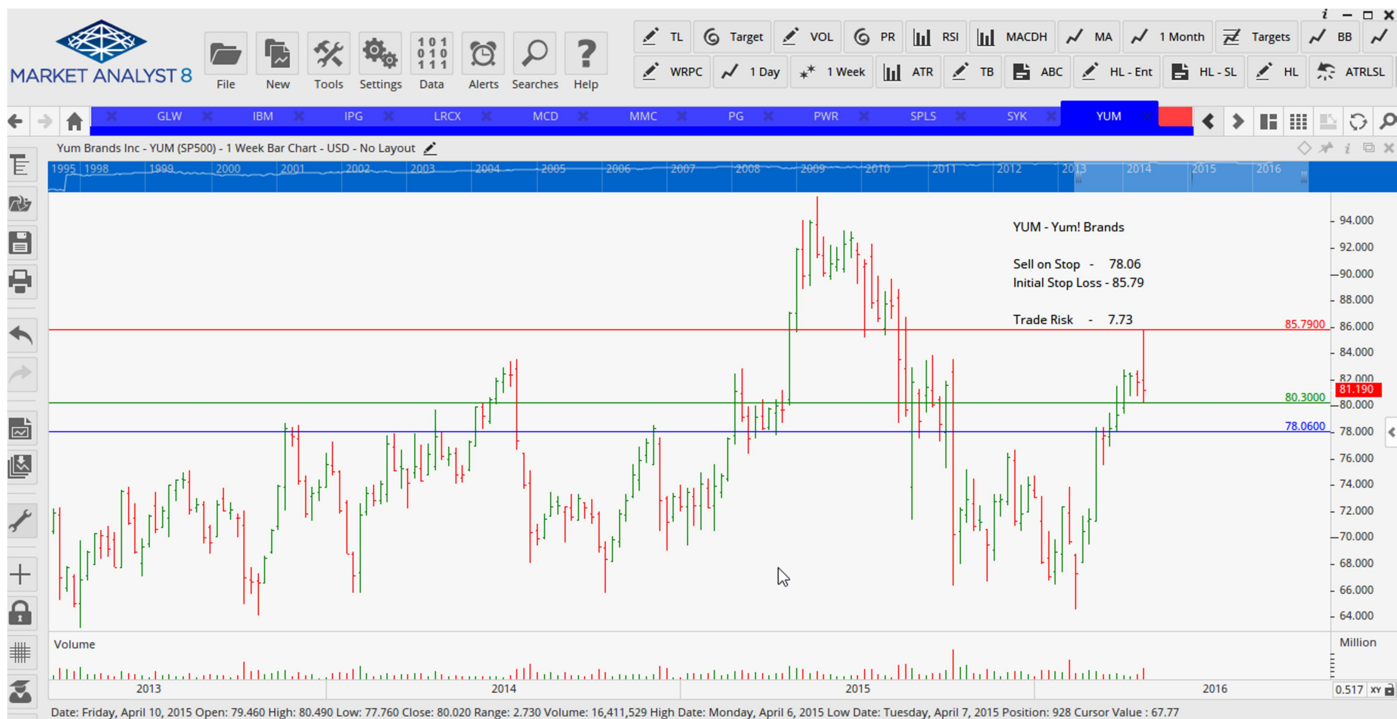 i
MARKET ANALYST 8
File New Tools Settings Data Alerts Searches Help
TL Target VOL PR RSI MACDH MA 1 Month Targets BB
WRPC 1 Day 1 Week ATR TB ABC HL - Ent HL - SL HL ATRLSL
GLW IBM IPG LRCX MCD MMC PG PWR SPLS SYK YUM
Yum Brands Inc - YUM (SP500) - 1 Week Bar Chart - USD - No Layout
1995 1998 1999 2000 2001 2002 2003 2004 2005 2006 2007 2008 2009 2010 2011 2012 2013 2014 2015 2016
YUM - Yum! Brands
Sell on Stop - 78.06
Initial Stop Loss - 85.79
Trade Risk - 7.73
85.7900
80.3000
78.0600
94.000
92.000
90.000
88.000
86.000
84.000
82.000
81.190
80.000
78.000
76.000
74.000
72.000
70.000
68.000
66.000
64.000
Volume
Million
2013 2014 2015 2016
0.517 XY
Date: Friday, April 10, 2015 Open: 79.460 High: 80.490 Low: 77.760 Close: 80.020 Range: 2.730 Volume: 16,411,529 High Date: Monday, April 6, 2015 Low Date: Tuesday, April 7, 2015 Position: 928 Cursor Value : 67.77